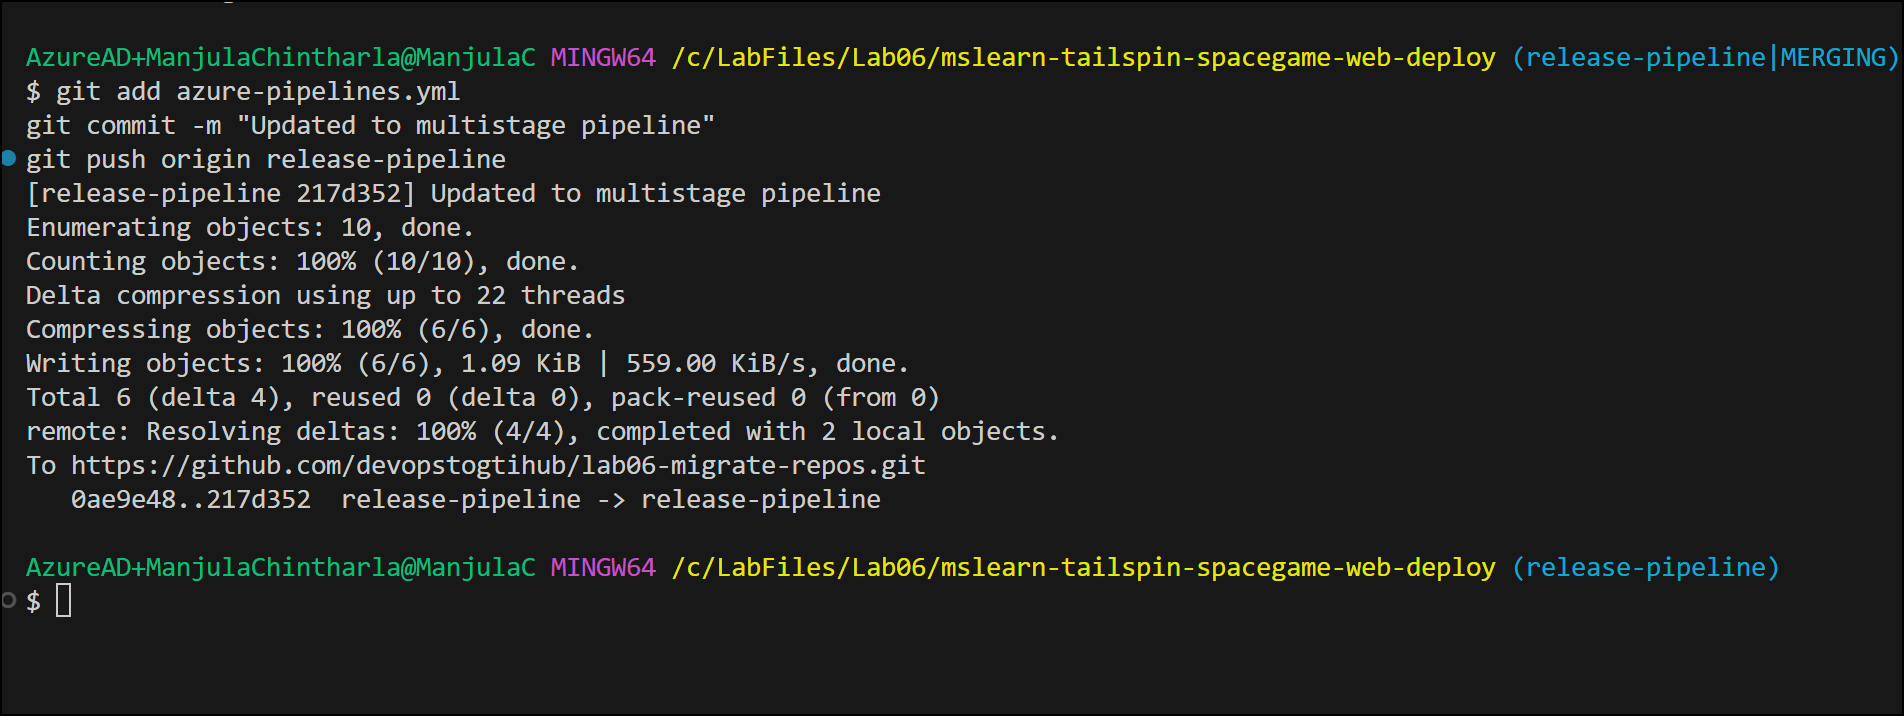 AzureAD+ManjulaChintharla@ManjulaC MINGW64 /c/LabFiles/Lab06/mslearn-tailspin-spacegame-web-deploy (release-pipeline|MERGING)
$ git add azure-pipelines.yml
git commit -m "Updated to multistage pipeline"
git push origin release-pipeline
[release-pipeline 217d352] Updated to multistage pipeline
Enumerating objects: 10, done.
Counting objects: 100% (10/10), done.
Delta compression using up to 22 threads
Compressing objects: 100% (6/6), done.
Writing objects: 100% (6/6), 1.09 KiB | 559.00 KiB/s, done.
Total 6 (delta 4), reused 0 (delta 0), pack-reused 0 (from 0)
remote: Resolving deltas: 100% (4/4), completed with 2 local objects.
To https://github.com/devopstogtihub/lab06-migrate-repos.git
   0ae9e48..217d352  release-pipeline -> release-pipeline
AzureAD+ManjulaChintharla@ManjulaC MINGW64 /c/LabFiles/Lab06/mslearn-tailspin-spacegame-web-deploy (release-pipeline)
$